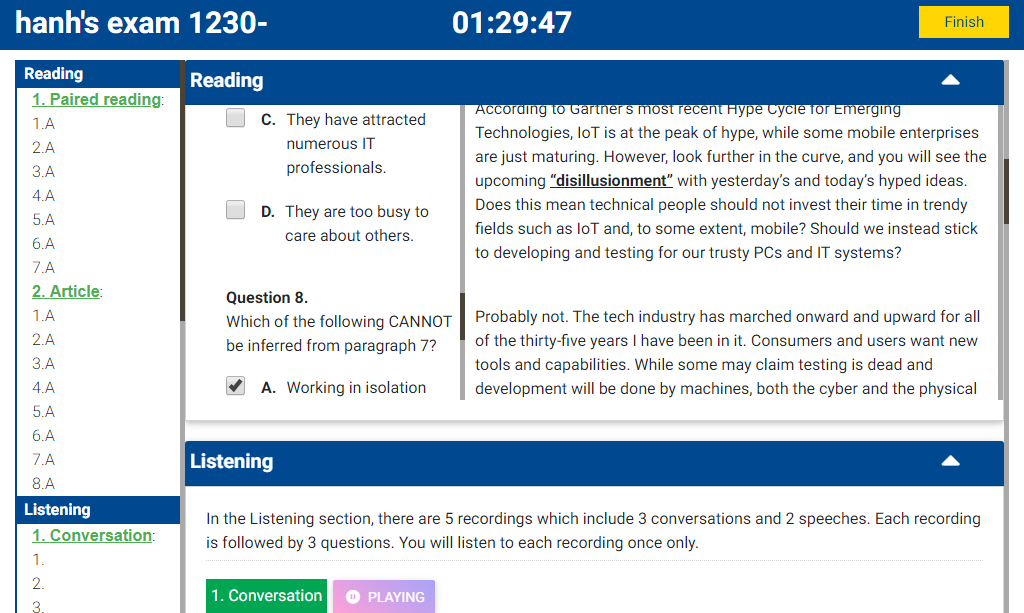 hanh's exam 1230-
01:29:47
Finish
Reading
1. Paired reading:
1.A
2.A
3.A
4.A
5.A
6.A
7.A
2. Article:
1.A
2.A
3.A
4.A
5.A
6.A
7.A
8.A
Listening
1. Conversation:
1.
2.
3.
Reading
C. They have attracted
numerous IT
professionals.
D. They are too busy to
care about others.
Question 8.
Which of the following CANNOT
be inferred from paragraph 7?
A. Working in isolation
According to Gartner's most recent Hype Cycle for Emerging
Technologies, IoT is at the peak of hype, while some mobile enterprises
are just maturing. However, look further in the curve, and you will see the
upcoming “disillusionment” with yesterday's and today's hyped ideas.
Does this mean technical people should not invest their time in trendy
fields such as IoT and, to some extent, mobile? Should we instead stick
to developing and testing for our trusty PCs and IT systems?
Probably not. The tech industry has marched onward and upward for all
of the thirty-five years I have been in it. Consumers and users want new
tools and capabilities. While some may claim testing is dead and
development will be done by machines, both the cyber and the physical
Listening
In the Listening section, there are 5 recordings which include 3 conversations and 2 speeches. Each recording
is followed by 3 questions. You will listen to each recording once only.
1. Conversation
PLAYING